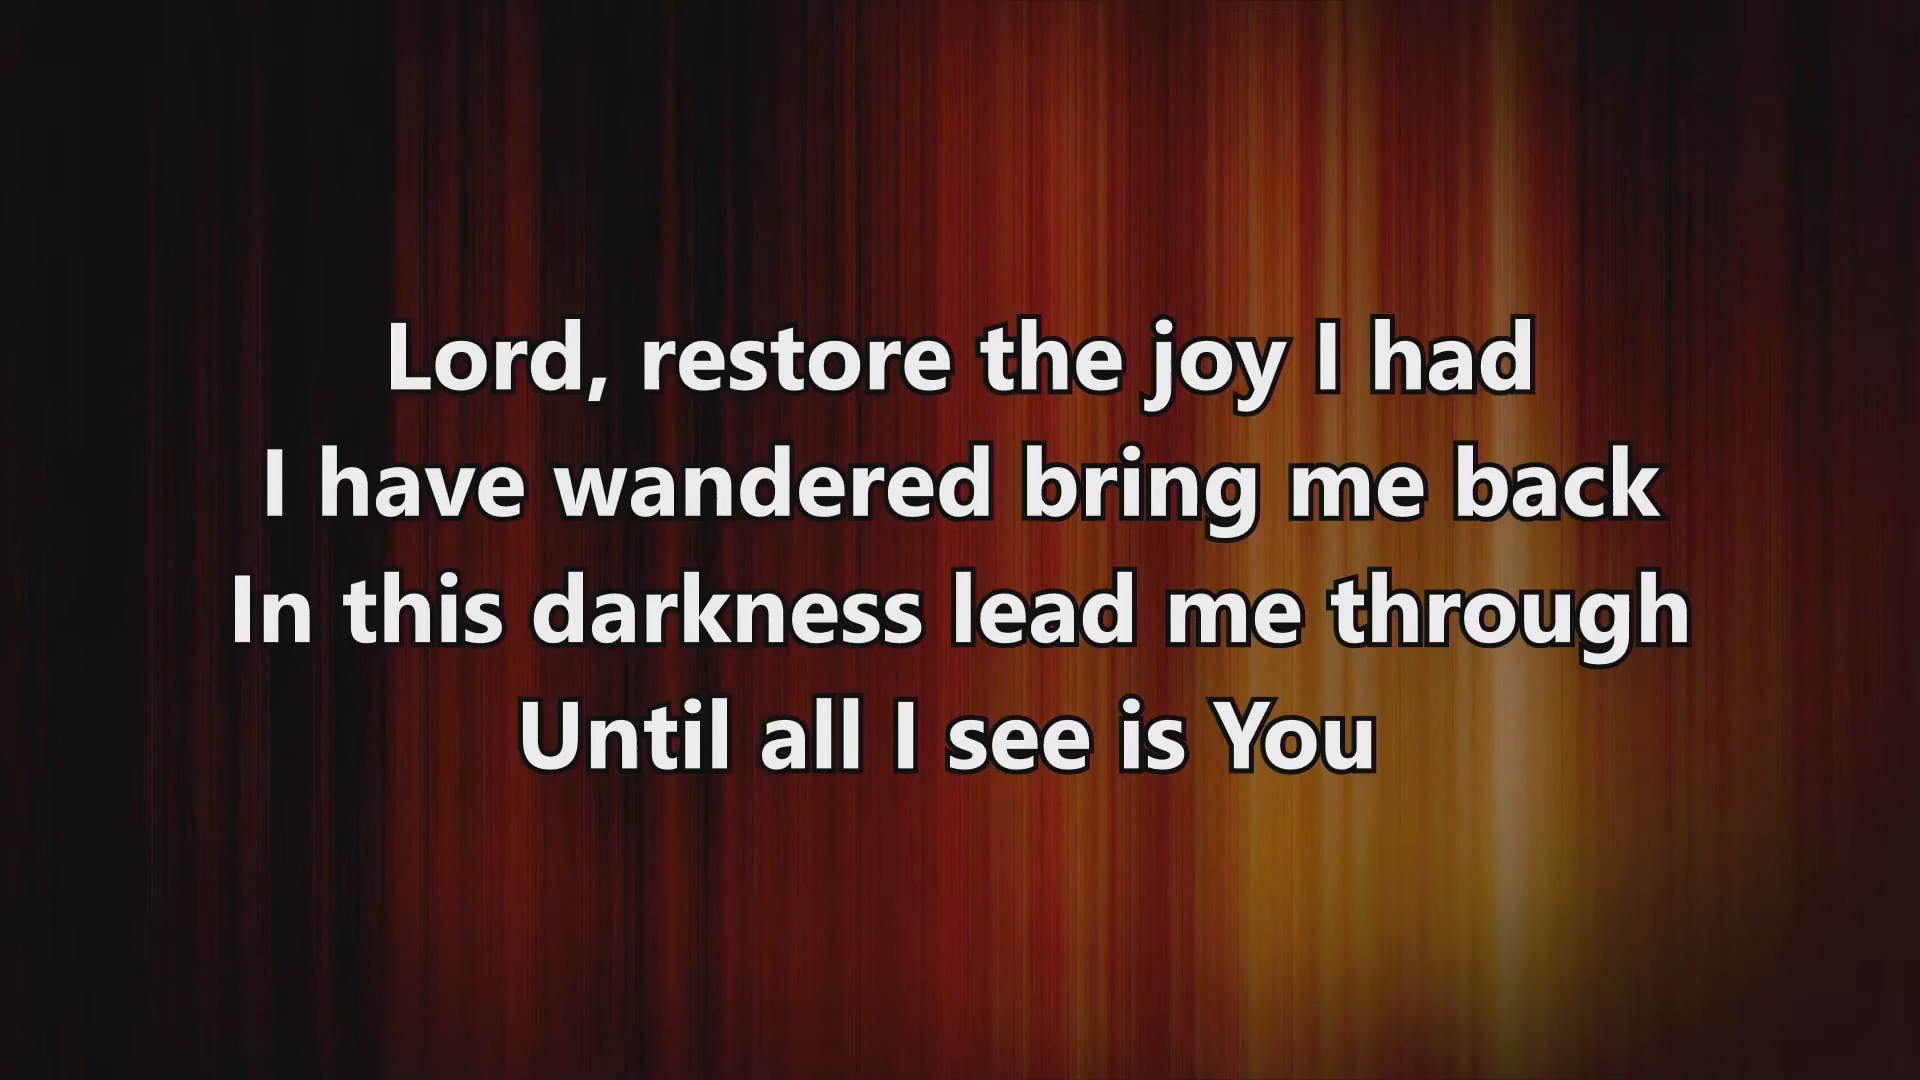 Lord, restore the joy I had
I have wandered bring me back
In this darkness lead me through
Until all I see is You